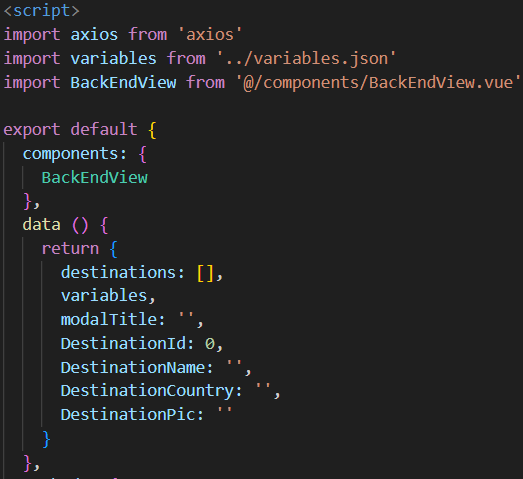 <script>
import axios from 'axios'
import variables from '../variables.json'
import BackEndView from '@/components/BackEndView.vue'
export default {
components: {
BackEndView
},
data () {
return {
destinations: [],
variables,
modalTitle: '',
DestinationId: 0,
DestinationName: '',
DestinationCountry: '',
DestinationPic: ''
}
},